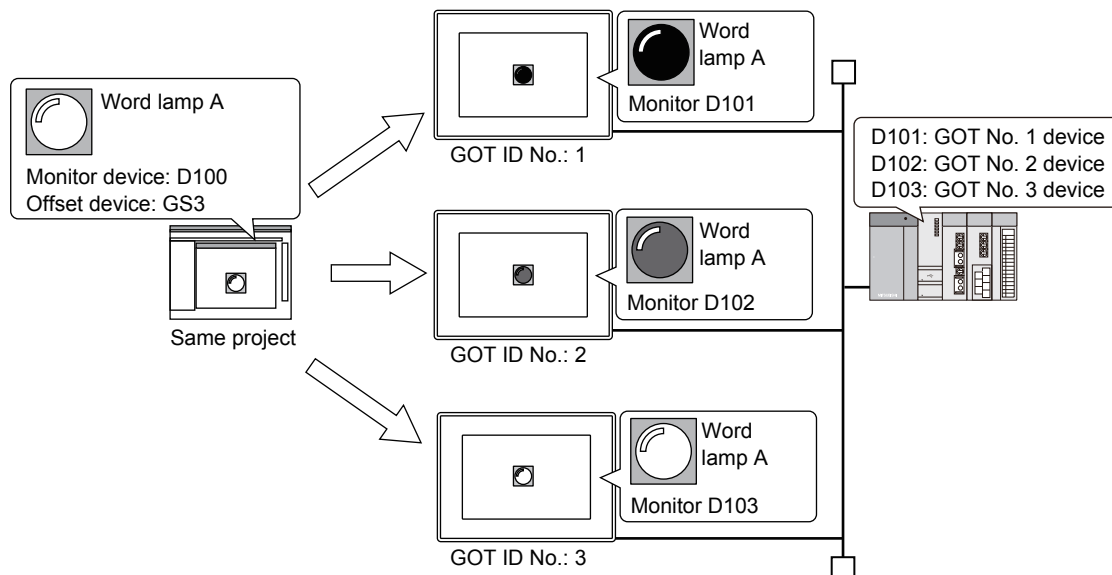 Word lamp A
Monitor device: D100
Offset device: GS3
Same project
Word
lamp A
Monitor D101
GOT ID No.: 1
Word
lamp A
Monitor D102
GOT ID No.: 2
Word
lamp A
Monitor D103
GOT ID No.: 3
D101: GOT No. 1 device
D102: GOT No. 2 device
D103: GOT No. 3 device